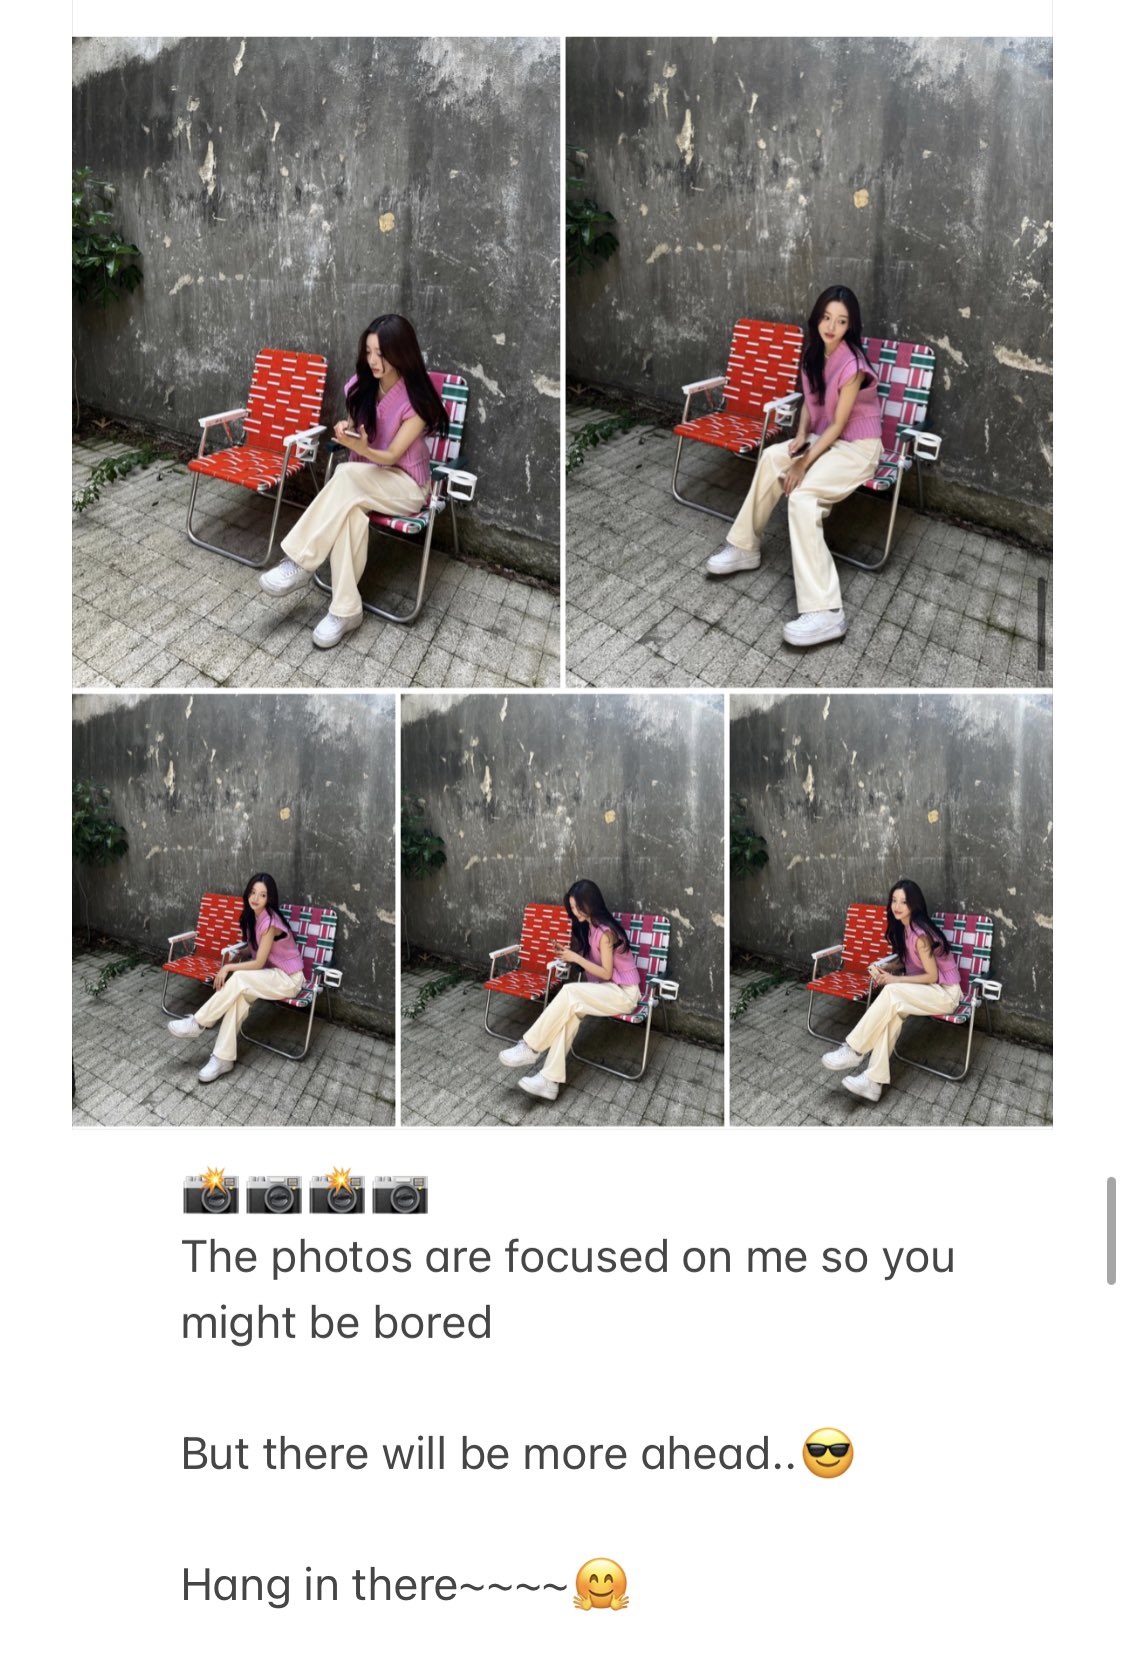 📸📷📸📷
The photos are focused on me so you
might be bored
But there will be more ahead..😎
Hang in there~~~~🤗